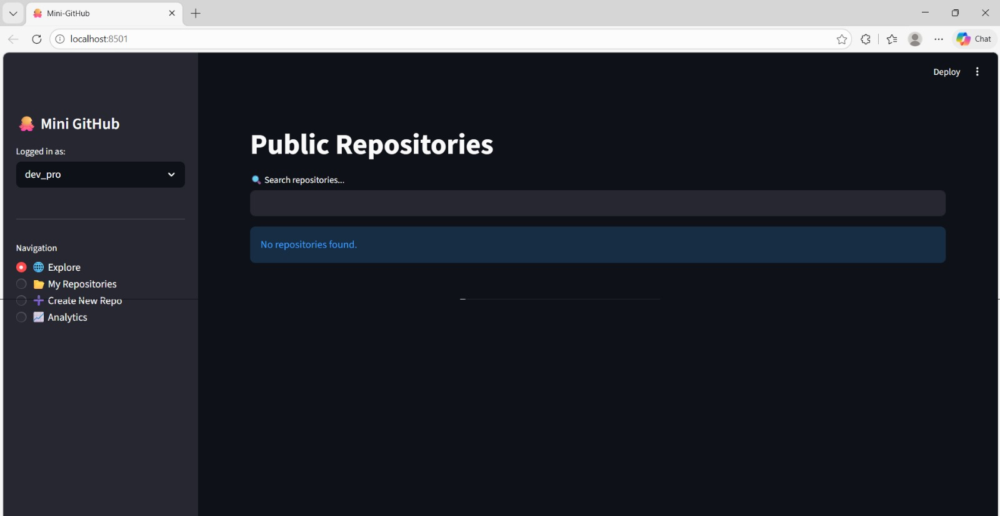 Mini-GitHub
localhost:8501
Chat
Deploy
Mini GitHub
Logged in as:
dev_pro
Navigation
Explore
My Repositories
Create New Repo
Analytics
Public Repositories
Search repositories...
No repositories found.